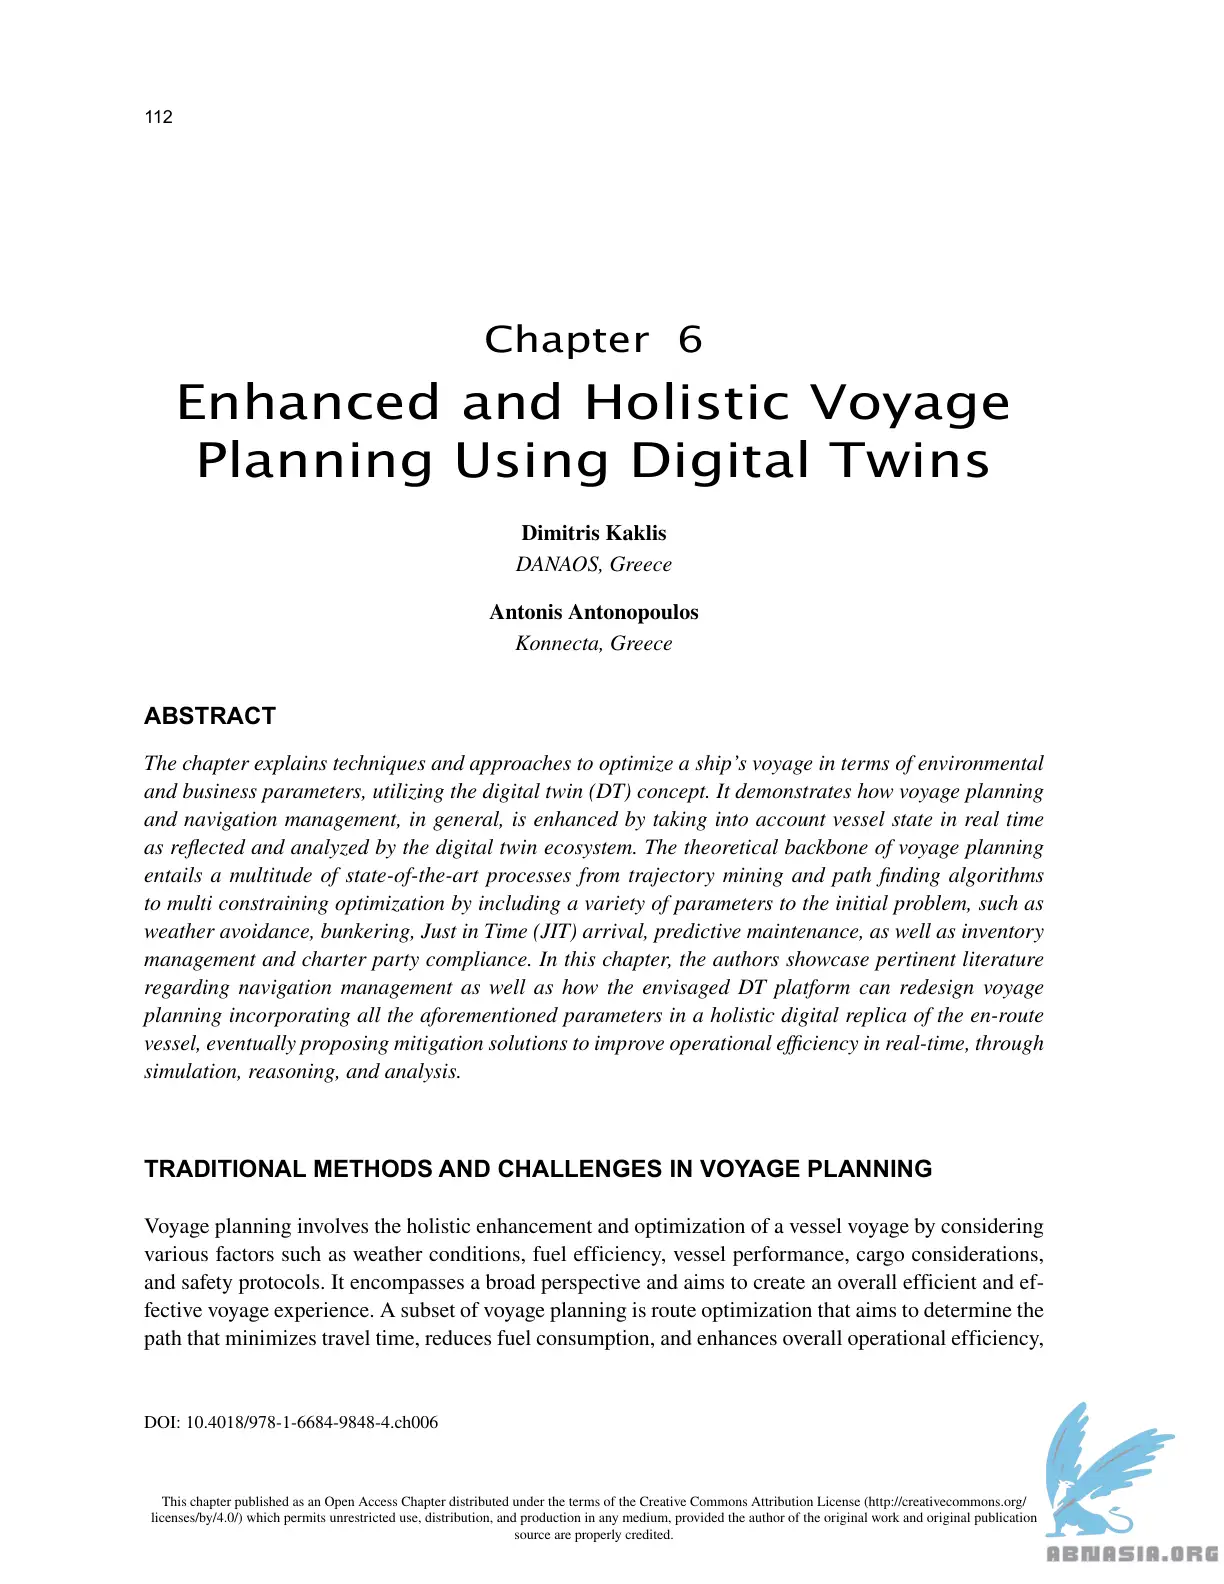 112
Chapter 6
Enhanced and Holistic Voyage
Planning Using Digital Twins
Dimitris Kaklis
DANAOS, Greece
Antonis Antonopoulos
Konnecta, Greece
ABSTRACT
The chapter explains techniques and approaches to optimize a ship's voyage in terms of environmental
and business parameters, utilizing the digital twin (DT) concept. It demonstrates how voyage planning
and navigation management, in general, is enhanced by taking into account vessel state in real time
as reflected and analyzed by the digital twin ecosystem. The theoretical backbone of voyage planning
entails a multitude of state-of-the-art processes from trajectory mining and path finding algorithms
to multi constraining optimization by including a variety of parameters to the initial problem, such as
weather avoidance, bunkering, Just in Time (JIT) arrival, predictive maintenance, as well as inventory
management and charter party compliance. In this chapter, the authors showcase pertinent literature
regarding navigation management as well as how the envisaged DT platform can redesign voyage
planning incorporating all the aforementioned parameters in a holistic digital replica of the en-route
vessel, eventually proposing mitigation solutions to improve operational efficiency in real-time, through
simulation, reasoning, and analysis.
TRADITIONAL METHODS AND CHALLENGES IN VOYAGE PLANNING
Voyage planning involves the holistic enhancement and optimization of a vessel voyage by considering
various factors such as weather conditions, fuel efficiency, vessel performance, cargo considerations,
and safety protocols. It encompasses a broad perspective and aims to create an overall efficient and ef-
fective voyage experience. A subset of voyage planning is route optimization that aims to determine the
path that minimizes travel time, reduces fuel consumption, and enhances overall operational efficiency,
DOI: 10.4018/978-1-6684-9848-4.ch006
This chapter published as an Open Access Chapter distributed under the terms of the Creative Commons Attribution License (http://creativecommons.org/
licenses/by/4.0/) which permits unrestricted use, distribution, and production in any medium, provided the author of the original work and original publication
source are properly credited.
ABNASIA.ORG